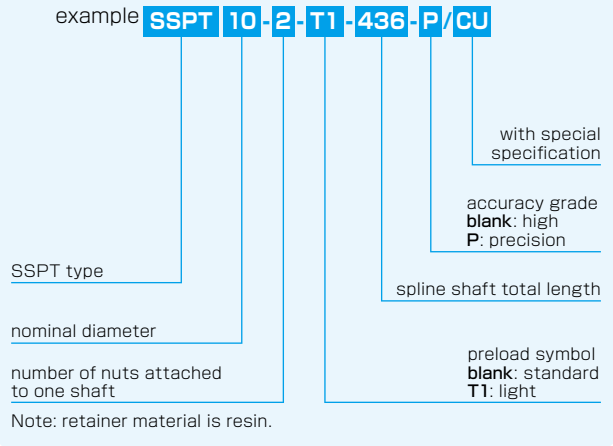 example SSPT 10-2-T1-436-P/CU
with special
specification
accuracy grade
blank: high
P: precision
SSPT type
spline shaft total length
nominal diameter
preload symbol
blank: standard
T1: light
number of nuts attached
to one shaft
Note: retainer material is resin.